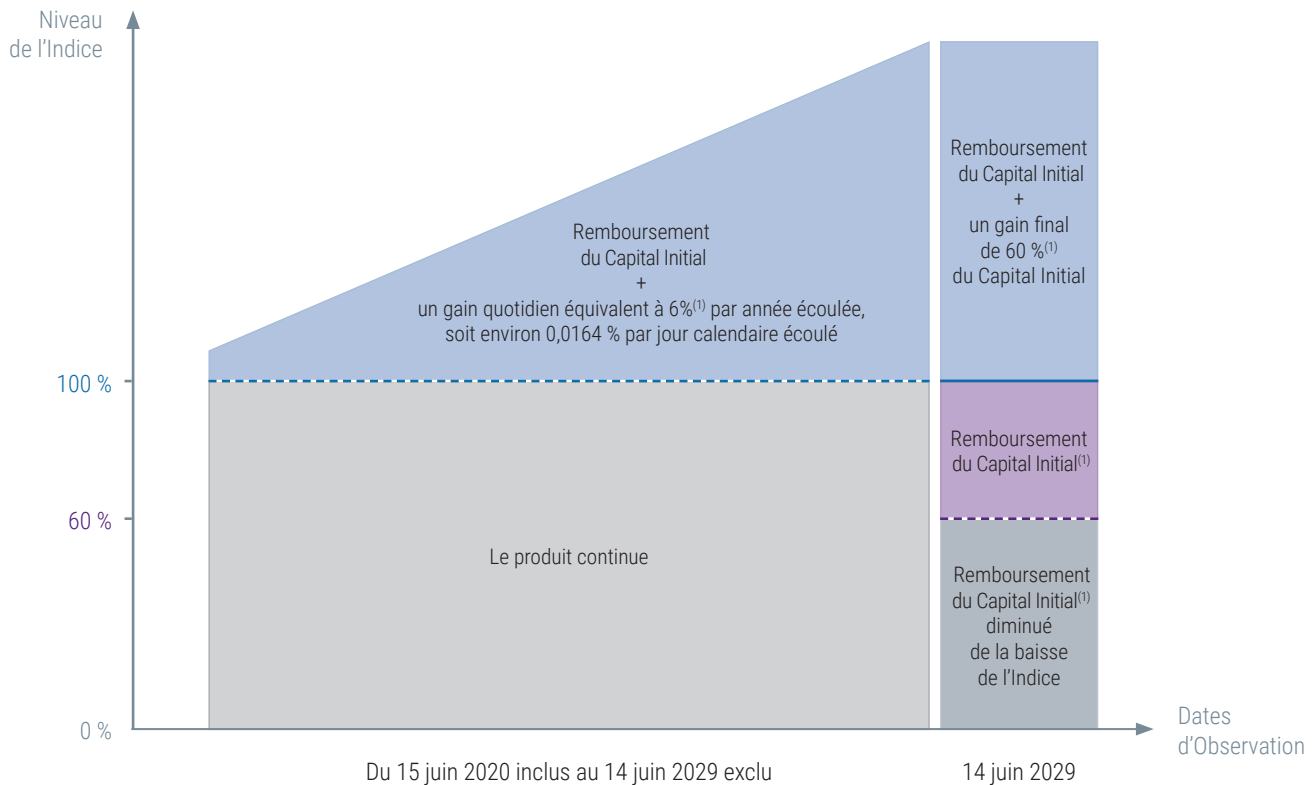 Niveau
de l’Indice
Remboursement
du Capital Initial
+
un gain quotidien équivalent à 6%(1) par année écoulée,
soit environ 0,0164 % par jour calendaire écoulé
Remboursement
du Capital Initial
+
un gain final
de 60 %(1)
du Capital Initial
100 %
Remboursement
du Capital Initial(1)
60 %
Le produit continue
Remboursement
du Capital Initial(1)
diminué
de la baisse
de l’Indice
0 %
Dates
d’Observation
Du 15 juin 2020 inclus au 14 juin 2029 exclu
14 juin 2029